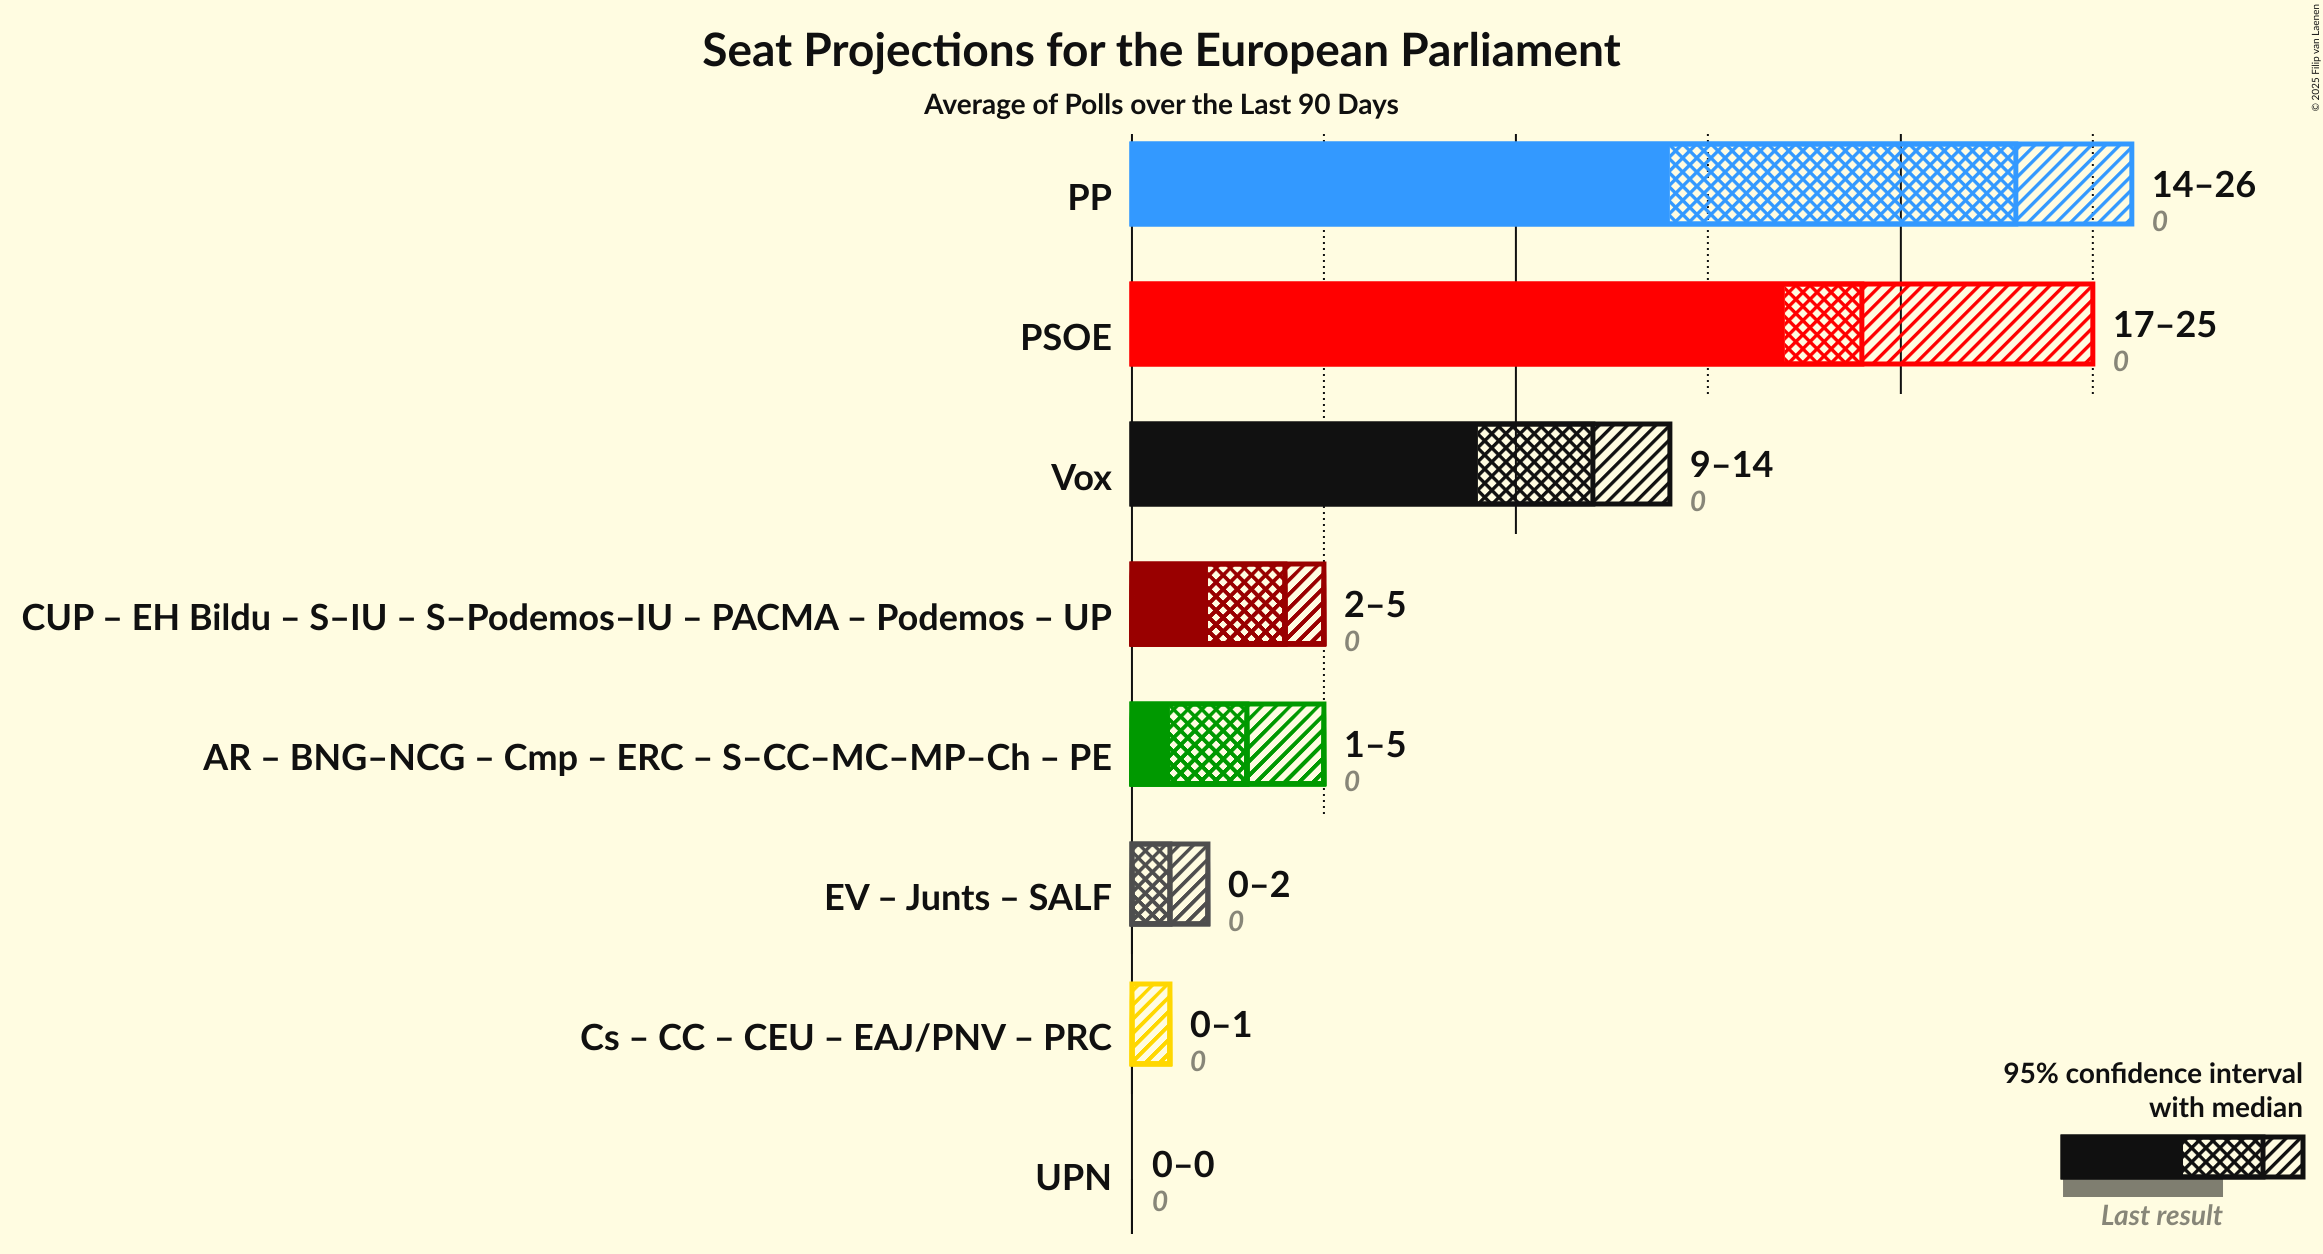 Seat Projections for the European Parliament
Average of Polls over the Last 90 Days
© 2025 Filip van Laenen
PP
14–26
0
PSOE
17–25
0
Vox
9–14
0
CUP – EH Bildu – S–IU – S–Podemos–IU – PACMA – Podemos – UP
2–5
0
AR – BNG–NCG – Cmp – ERC – S–CC–MC–MP–Ch – PE
1–5
0
EV – Junts – SALF
0–2
0
Cs – CC – CEU – EAJ/PNV – PRC
0–1
0
UPN
0–0
0
95% confidence interval
with median
Last result